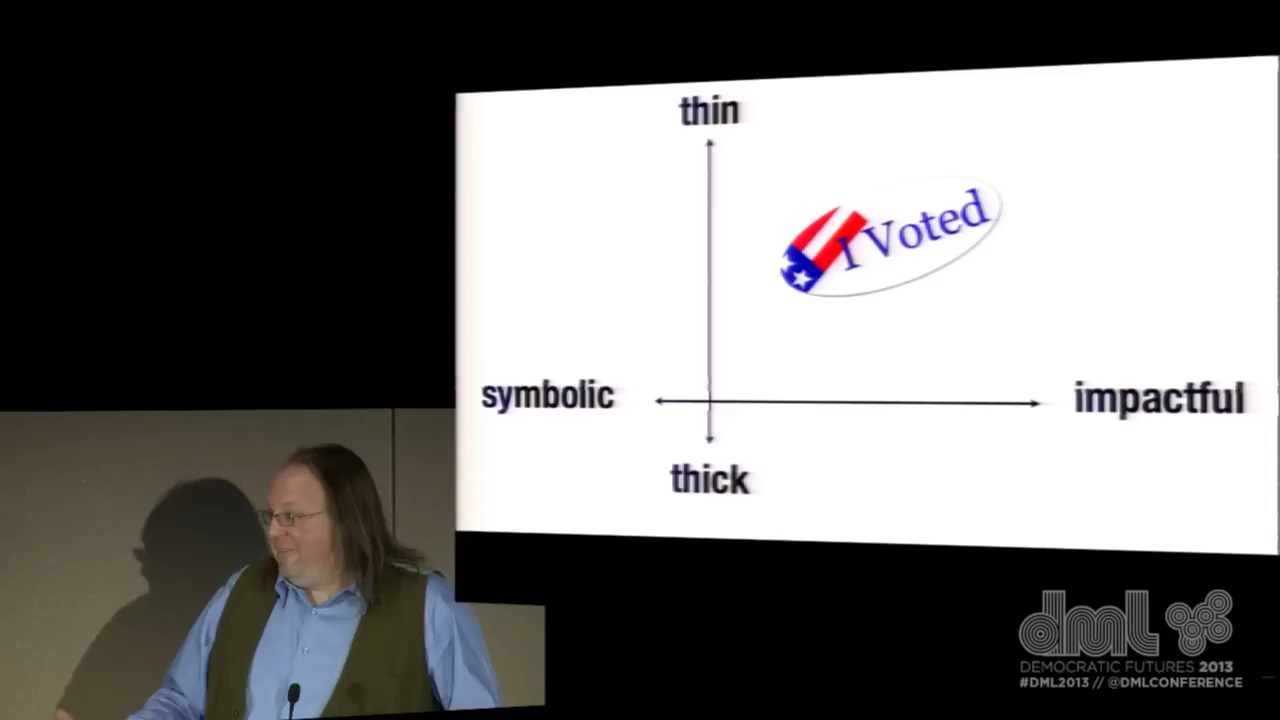 thin
I Voted
symbolic
impactful
thick
dml
DEMOCRATIC FUTURES 2013
#DML2013 // @DMLCONFERENCE